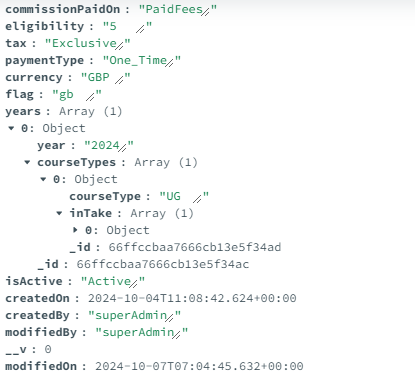 commissionPaidOn : "PaidFees"
eligibility : "5"
tax : "Exclusive"
paymentType : "One_Time"
currency : "GBP"
flag : "gb"
years : Array (1)
0: Object
year : "2024"
courseTypes : Array (1)
0: Object
courseType : "UG"
inTake : Array (1)
0: Object
_id : 66ffccbaa7666cb13e5f34ad
_id : 66ffccbaa7666cb13e5f34ac
isActive : "Active"
createdOn : 2024-10-04T11:08:42.624+00:00
createdBy : "superAdmin"
modifiedBy : "superAdmin"
__v : 0
modifiedOn : 2024-10-07T07:04:45.632+00:00